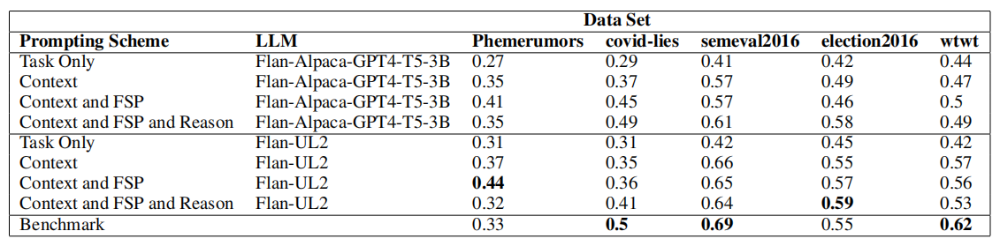 Data Set
Prompting Scheme LLM Phemerumors covid-lies semeval2016 election2016 wtwt
Task Only Flan-Alpaca-GPT4-T5-3B 0.27 0.29 0.41 0.42 0.44
Context Flan-Alpaca-GPT4-T5-3B 0.35 0.37 0.57 0.49 0.47
Context and FSP Flan-Alpaca-GPT4-T5-3B 0.41 0.45 0.57 0.46 0.5
Context and FSP and Reason Flan-Alpaca-GPT4-T5-3B 0.35 0.49 0.61 0.58 0.49
Task Only Flan-UL2 0.31 0.31 0.42 0.45 0.42
Context Flan-UL2 0.37 0.35 0.66 0.55 0.57
Context and FSP Flan-UL2 0.44 0.36 0.65 0.57 0.56
Context and FSP and Reason Flan-UL2 0.32 0.41 0.64 0.59 0.53
Benchmark 0.33 0.5 0.69 0.55 0.62